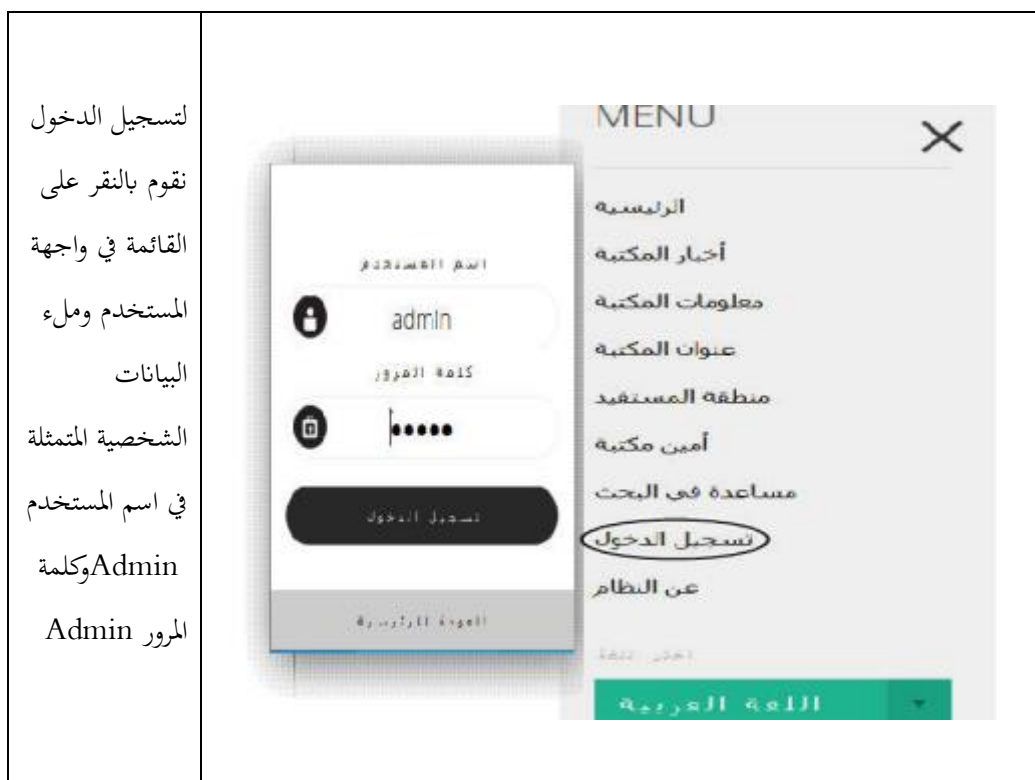 لتسجيل الدخول
نقوم بالنقر على
القائمة في واجهة
المستخدم وملء
البيانات
الشخصية المتمثلة
في اسم المستخدم
Adminوكلمة
المرور Admin
MENU
الرئيسية
أخبار المكتبة
معلومات المكتبة
عنوان المكتبة
منطقة المستفيد
أمين مكتبة
مساعدة في البحث
تسجيل الدخول
عن النظام
اختر اللغة
اللغة العربية
اسم المستخدم
admin
كلمة المرور
تسجيل الدخول
العودة للرئيسية